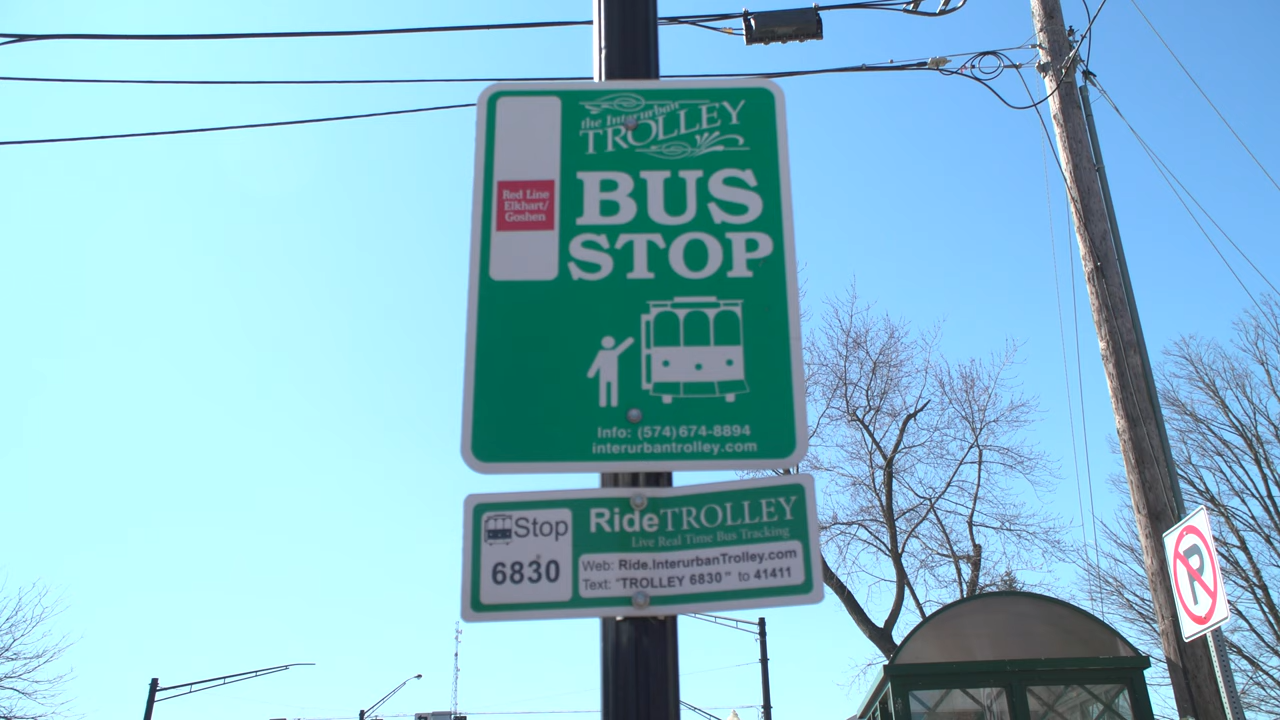 the Interurban
TROLLEY
BUS
STOP
Red Line
Elkhart/
Goshen
Info: (574) 674-8894
interurbantrolley.com
Stop
6830
RideTROLLEY
Live Real Time Bus Tracking
Web: Ride.InterurbanTrolley.com
Text: "TROLLEY 6830" to 41411
P